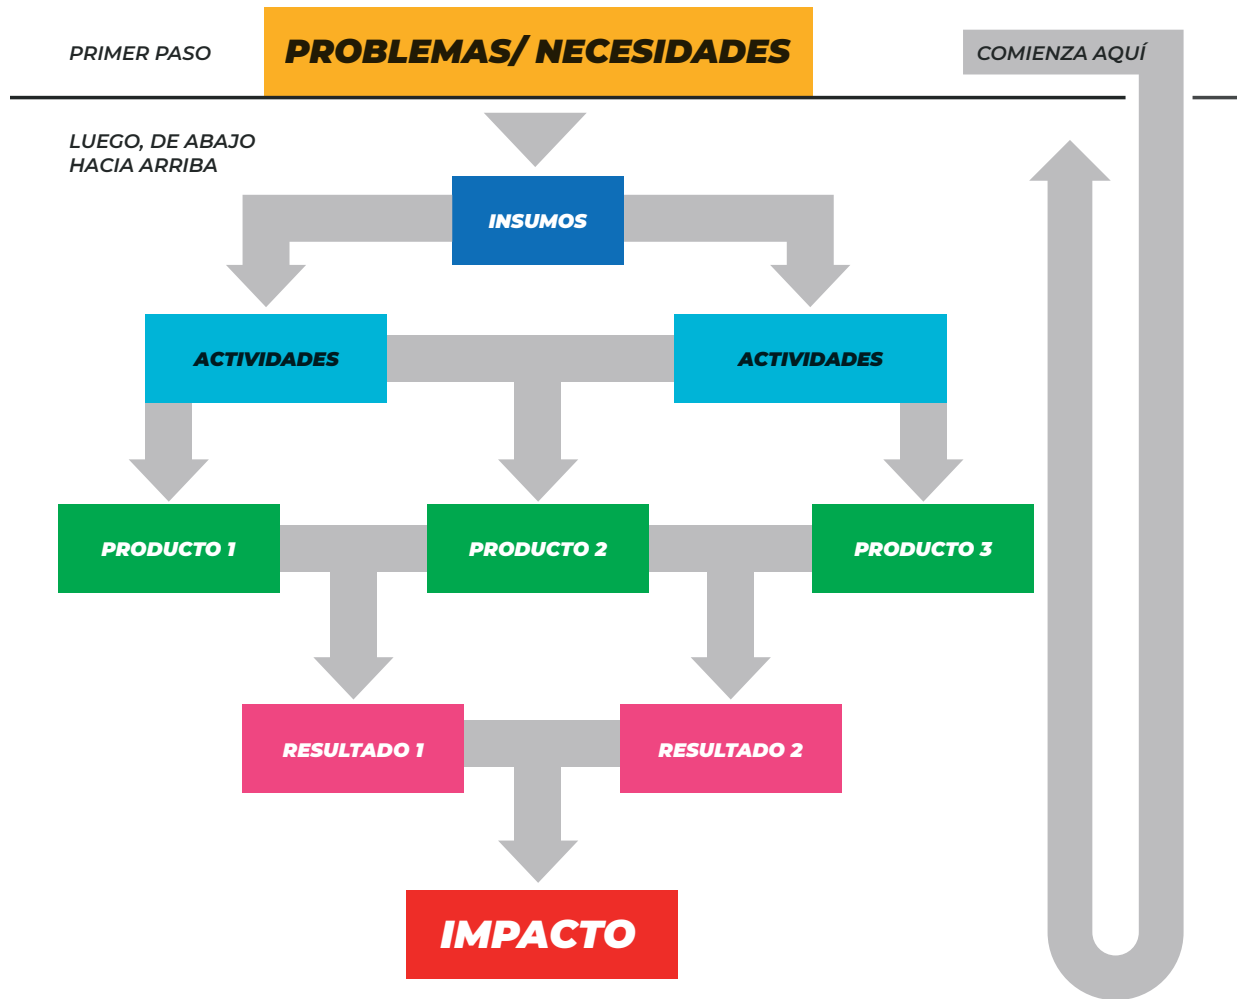 PRIMER PASO
PROBLEMAS/ NECESIDADES
COMIENZA AQUÍ
LUEGO, DE ABAJO
HACIA ARRIBA
INSUMOS
ACTIVIDADES
ACTIVIDADES
PRODUCTO 1
PRODUCTO 2
PRODUCTO 3
RESULTADO 1
RESULTADO 2
IMPACTO